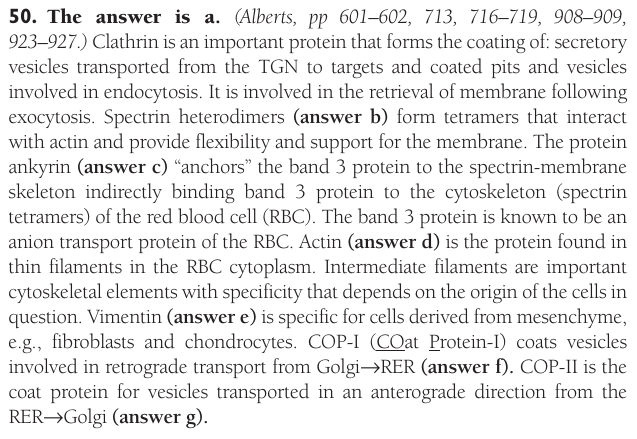 50. The answer is a. (Alberts, pp 601–602, 713, 716–719, 908–909,
923–927.) Clathrin is an important protein that forms the coating of: secretory
vesicles transported from the TGN to targets and coated pits and vesicles
involved in endocytosis. It is involved in the retrieval of membrane following
exocytosis. Spectrin heterodimers (answer b) form tetramers that interact
with actin and provide flexibility and support for the membrane. The protein
ankyrin (answer c) “anchors” the band 3 protein to the spectrin-membrane
skeleton indirectly binding band 3 protein to the cytoskeleton (spectrin
tetramers) of the red blood cell (RBC). The band 3 protein is known to be an
anion transport protein of the RBC. Actin (answer d) is the protein found in
thin filaments in the RBC cytoplasm. Intermediate filaments are important
cytoskeletal elements with specificity that depends on the origin of the cells in
question. Vimentin (answer e) is specific for cells derived from mesenchyme,
e.g., fibroblasts and chondrocytes. COP-I (COat Protein-I) coats vesicles
involved in retrograde transport from Golgi→RER (answer f). COP-II is the
coat protein for vesicles transported in an anterograde direction from the
RER→Golgi (answer g).